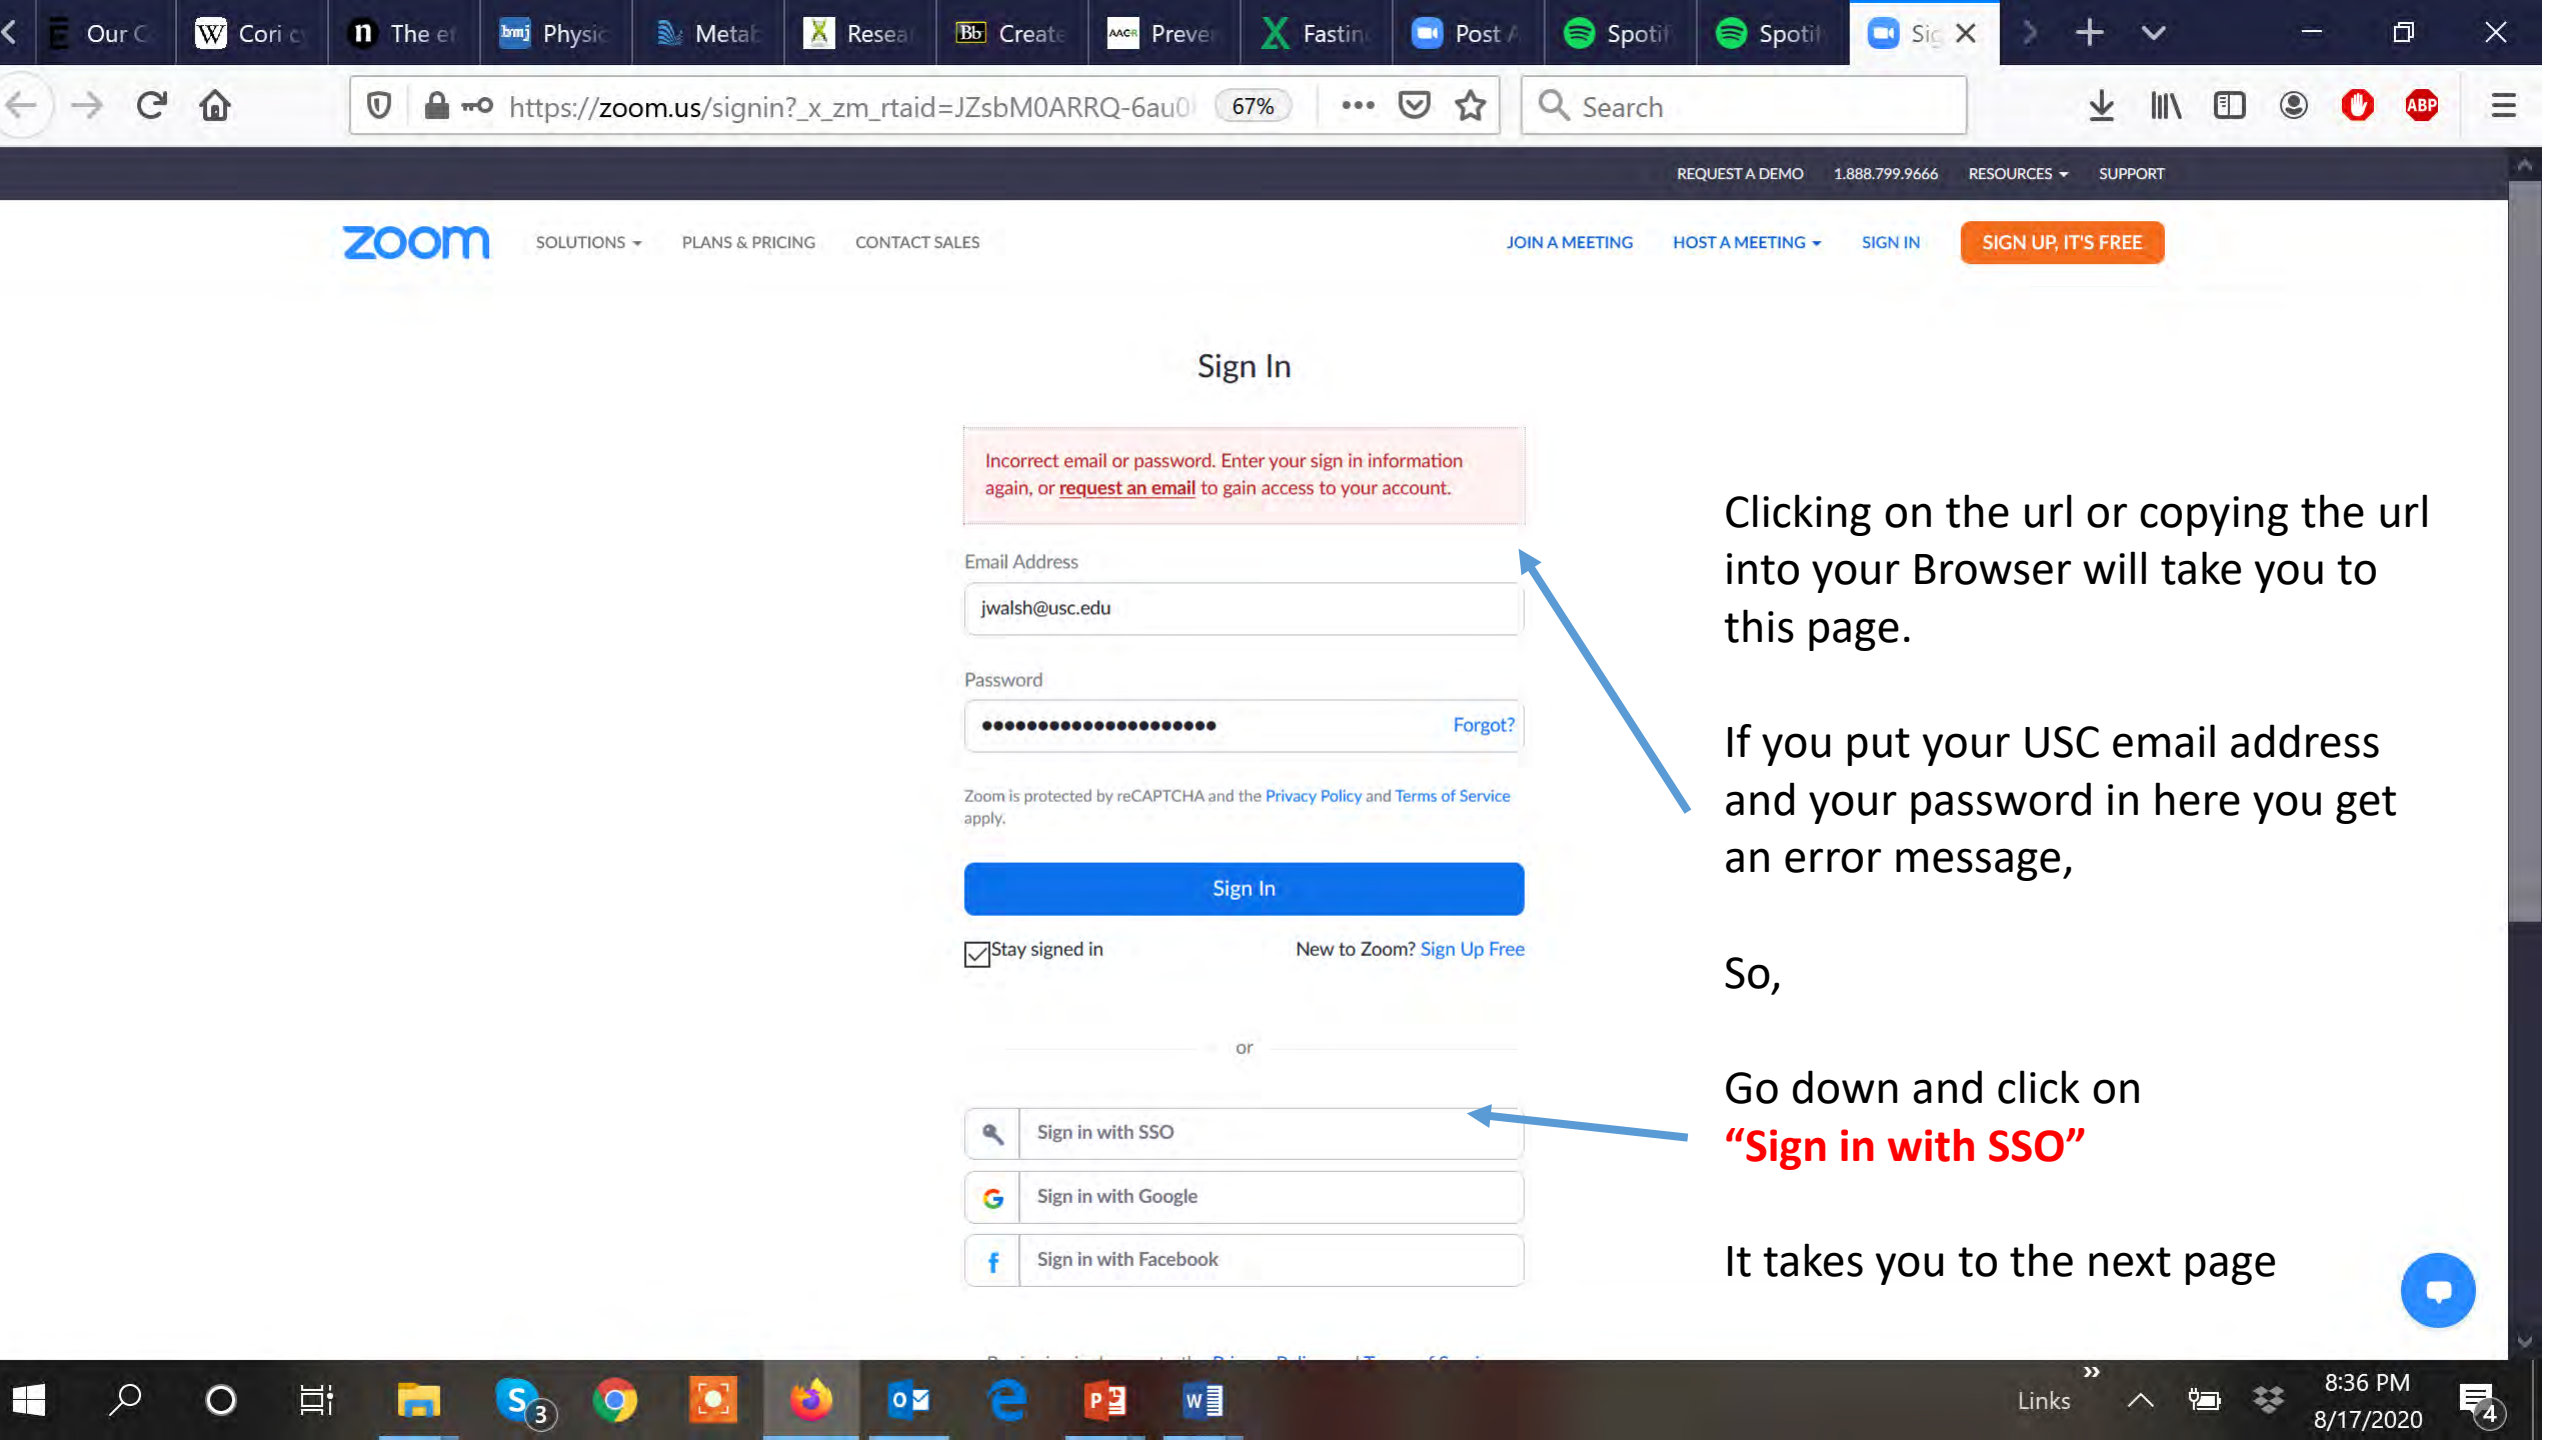 Our C
W Cori c
n The ef
bmj Physic
Metab
Resea
Bb Create
AACR Preve
Fastin
Post A
Spotif
Spotif
Sig
https://zoom.us/signin?_x_zm_rtaid=JZsbM0ARRQ-6au0
67%
Search
ABP
REQUEST A DEMO 1.888.799.9666 RESOURCES SUPPORT
zoom SOLUTIONS PLANS & PRICING CONTACT SALES
JOIN A MEETING HOST A MEETING SIGN IN SIGN UP, IT'S FREE
Sign In
Incorrect email or password. Enter your sign in information
again, or request an email to gain access to your account.
Email Address
jwalsh@usc.edu
Password
Forgot?
Zoom is protected by reCAPTCHA and the Privacy Policy and Terms of Service
apply.
Sign In
Stay signed in
New to Zoom? Sign Up Free
or
Sign in with SSO
G Sign in with Google
f Sign in with Facebook
Clicking on the url or copying the url
into your Browser will take you to
this page.
If you put your USC email address
and your password in here you get
an error message,
So,
Go down and click on
“Sign in with SSO”
It takes you to the next page
S 3
Links
8:36 PM
8/17/2020
4